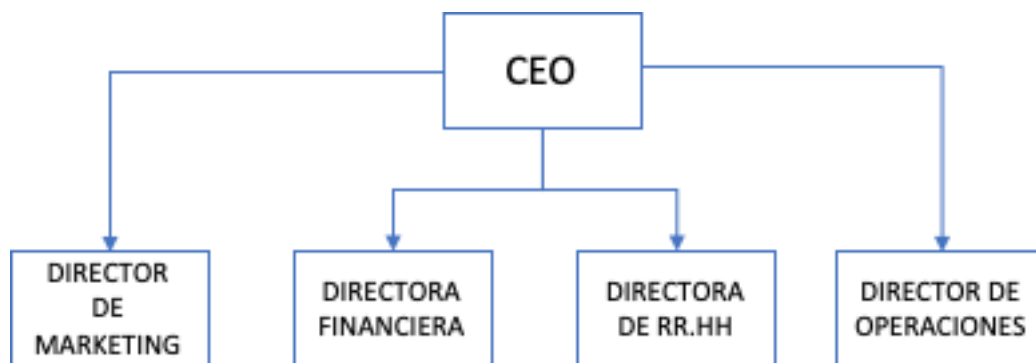 CEO
DIRECTOR
DE
MARKETING
DIRECTORA
FINANCIERA
DIRECTORA
DE RR.HH
DIRECTOR DE
OPERACIONES